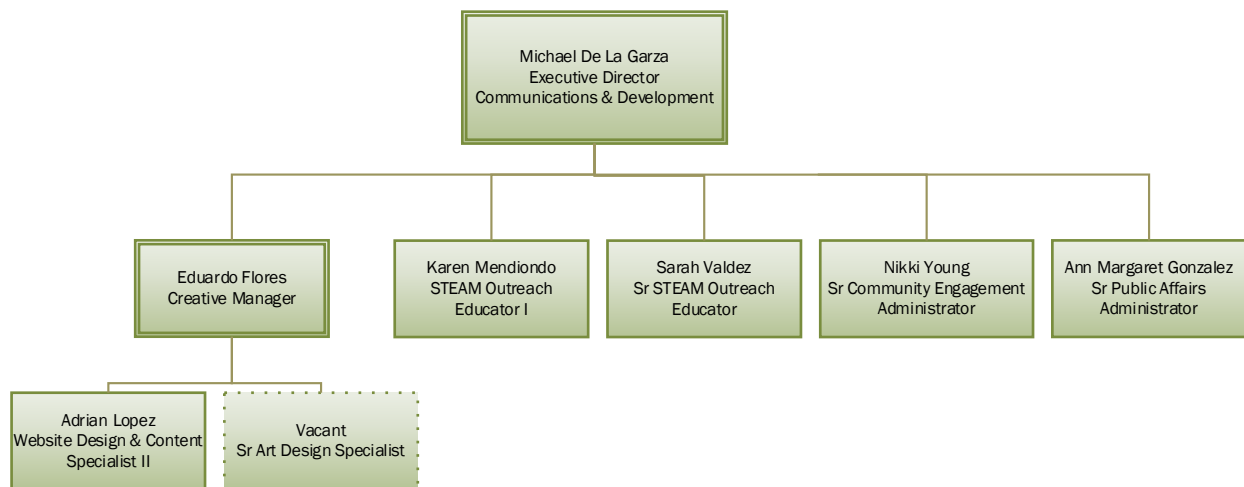 Michael De La Garza
Executive Director
Communications & Development
Eduardo Flores
Creative Manager
Karen Mendiondo
STEAM Outreach
Educator I
Sarah Valdez
Sr STEAM Outreach
Educator
Nikki Young
Sr Community Engagement
Administrator
Ann Margaret Gonzalez
Sr Public Affairs
Administrator
Adrian Lopez
Website Design & Content
Specialist II
Vacant
Sr Art Design Specialist